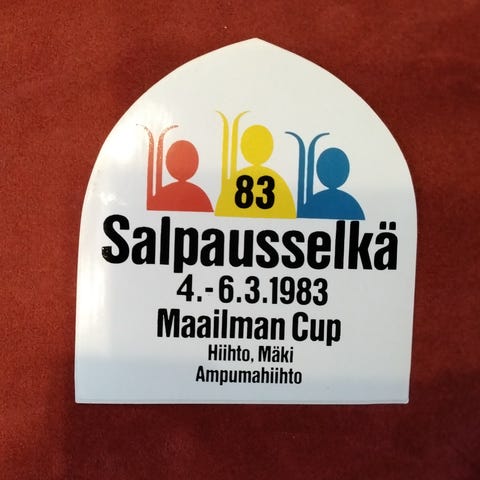 83
Salpausselkä
4.-6.3.1983
Maailman Cup
Hiihto, Mäki
Ampumahiihto